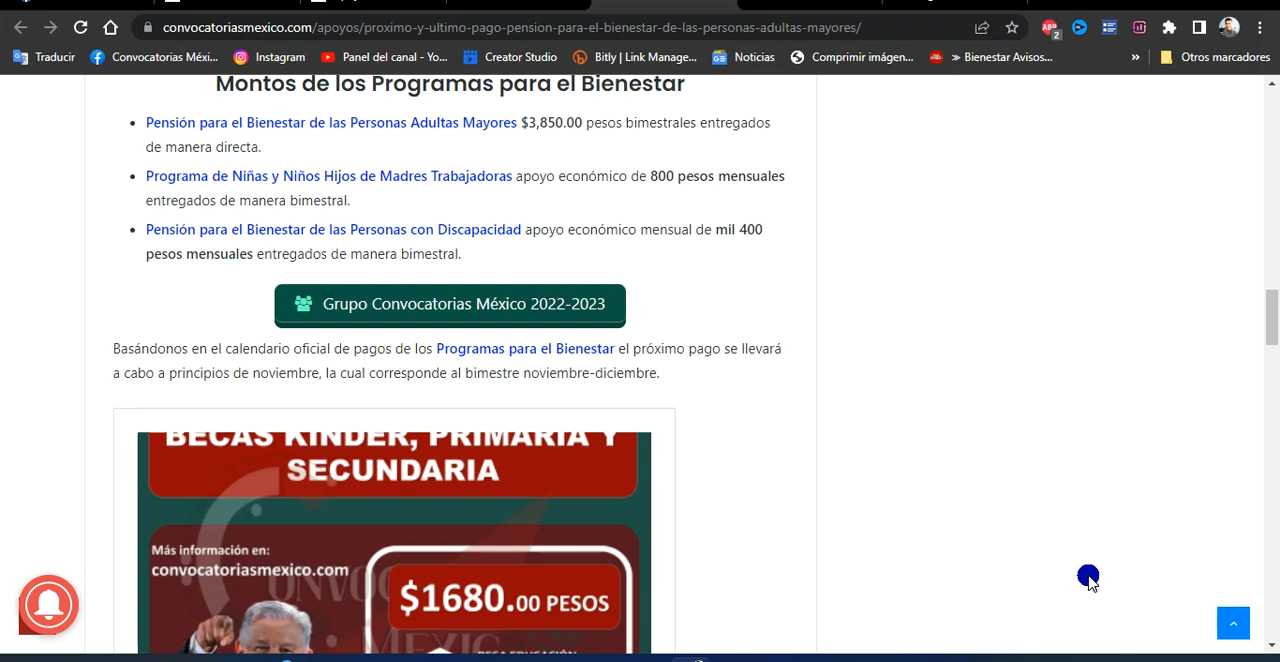 convocatoriasmexico.com/apoyos/proximo-y-ultimo-pago-pension-para-el-bienestar-de-las-personas-adultas-mayores/
2
Traducir Convocatorias Méxi... Instagram Panel del canal - Yo... Creator Studio Bitly | Link Manage... Noticias Comprimir imágen... » Bienestar Avisos... » Otros marcadores
Montos de los Programas para el Bienestar
• Pensión para el Bienestar de las Personas Adultas Mayores $3,850.00 pesos bimestrales entregados
de manera directa.
• Programa de Niñas y Niños Hijos de Madres Trabajadoras apoyo económico de 800 pesos mensuales
entregados de manera bimestral.
• Pensión para el Bienestar de las Personas con Discapacidad apoyo económico mensual de mil 400
pesos mensuales entregados de manera bimestral.
Grupo Convocatorias México 2022-2023
Basándonos en el calendario oficial de pagos de los Programas para el Bienestar el próximo pago se llevará
a cabo a principios de noviembre, la cual corresponde al bimestre noviembre-diciembre.
BECAS KINDER, PRIMARIA Y
SECUNDARIA
Más información en:
convocatoriasmexico.com
$1680.00 PESOS